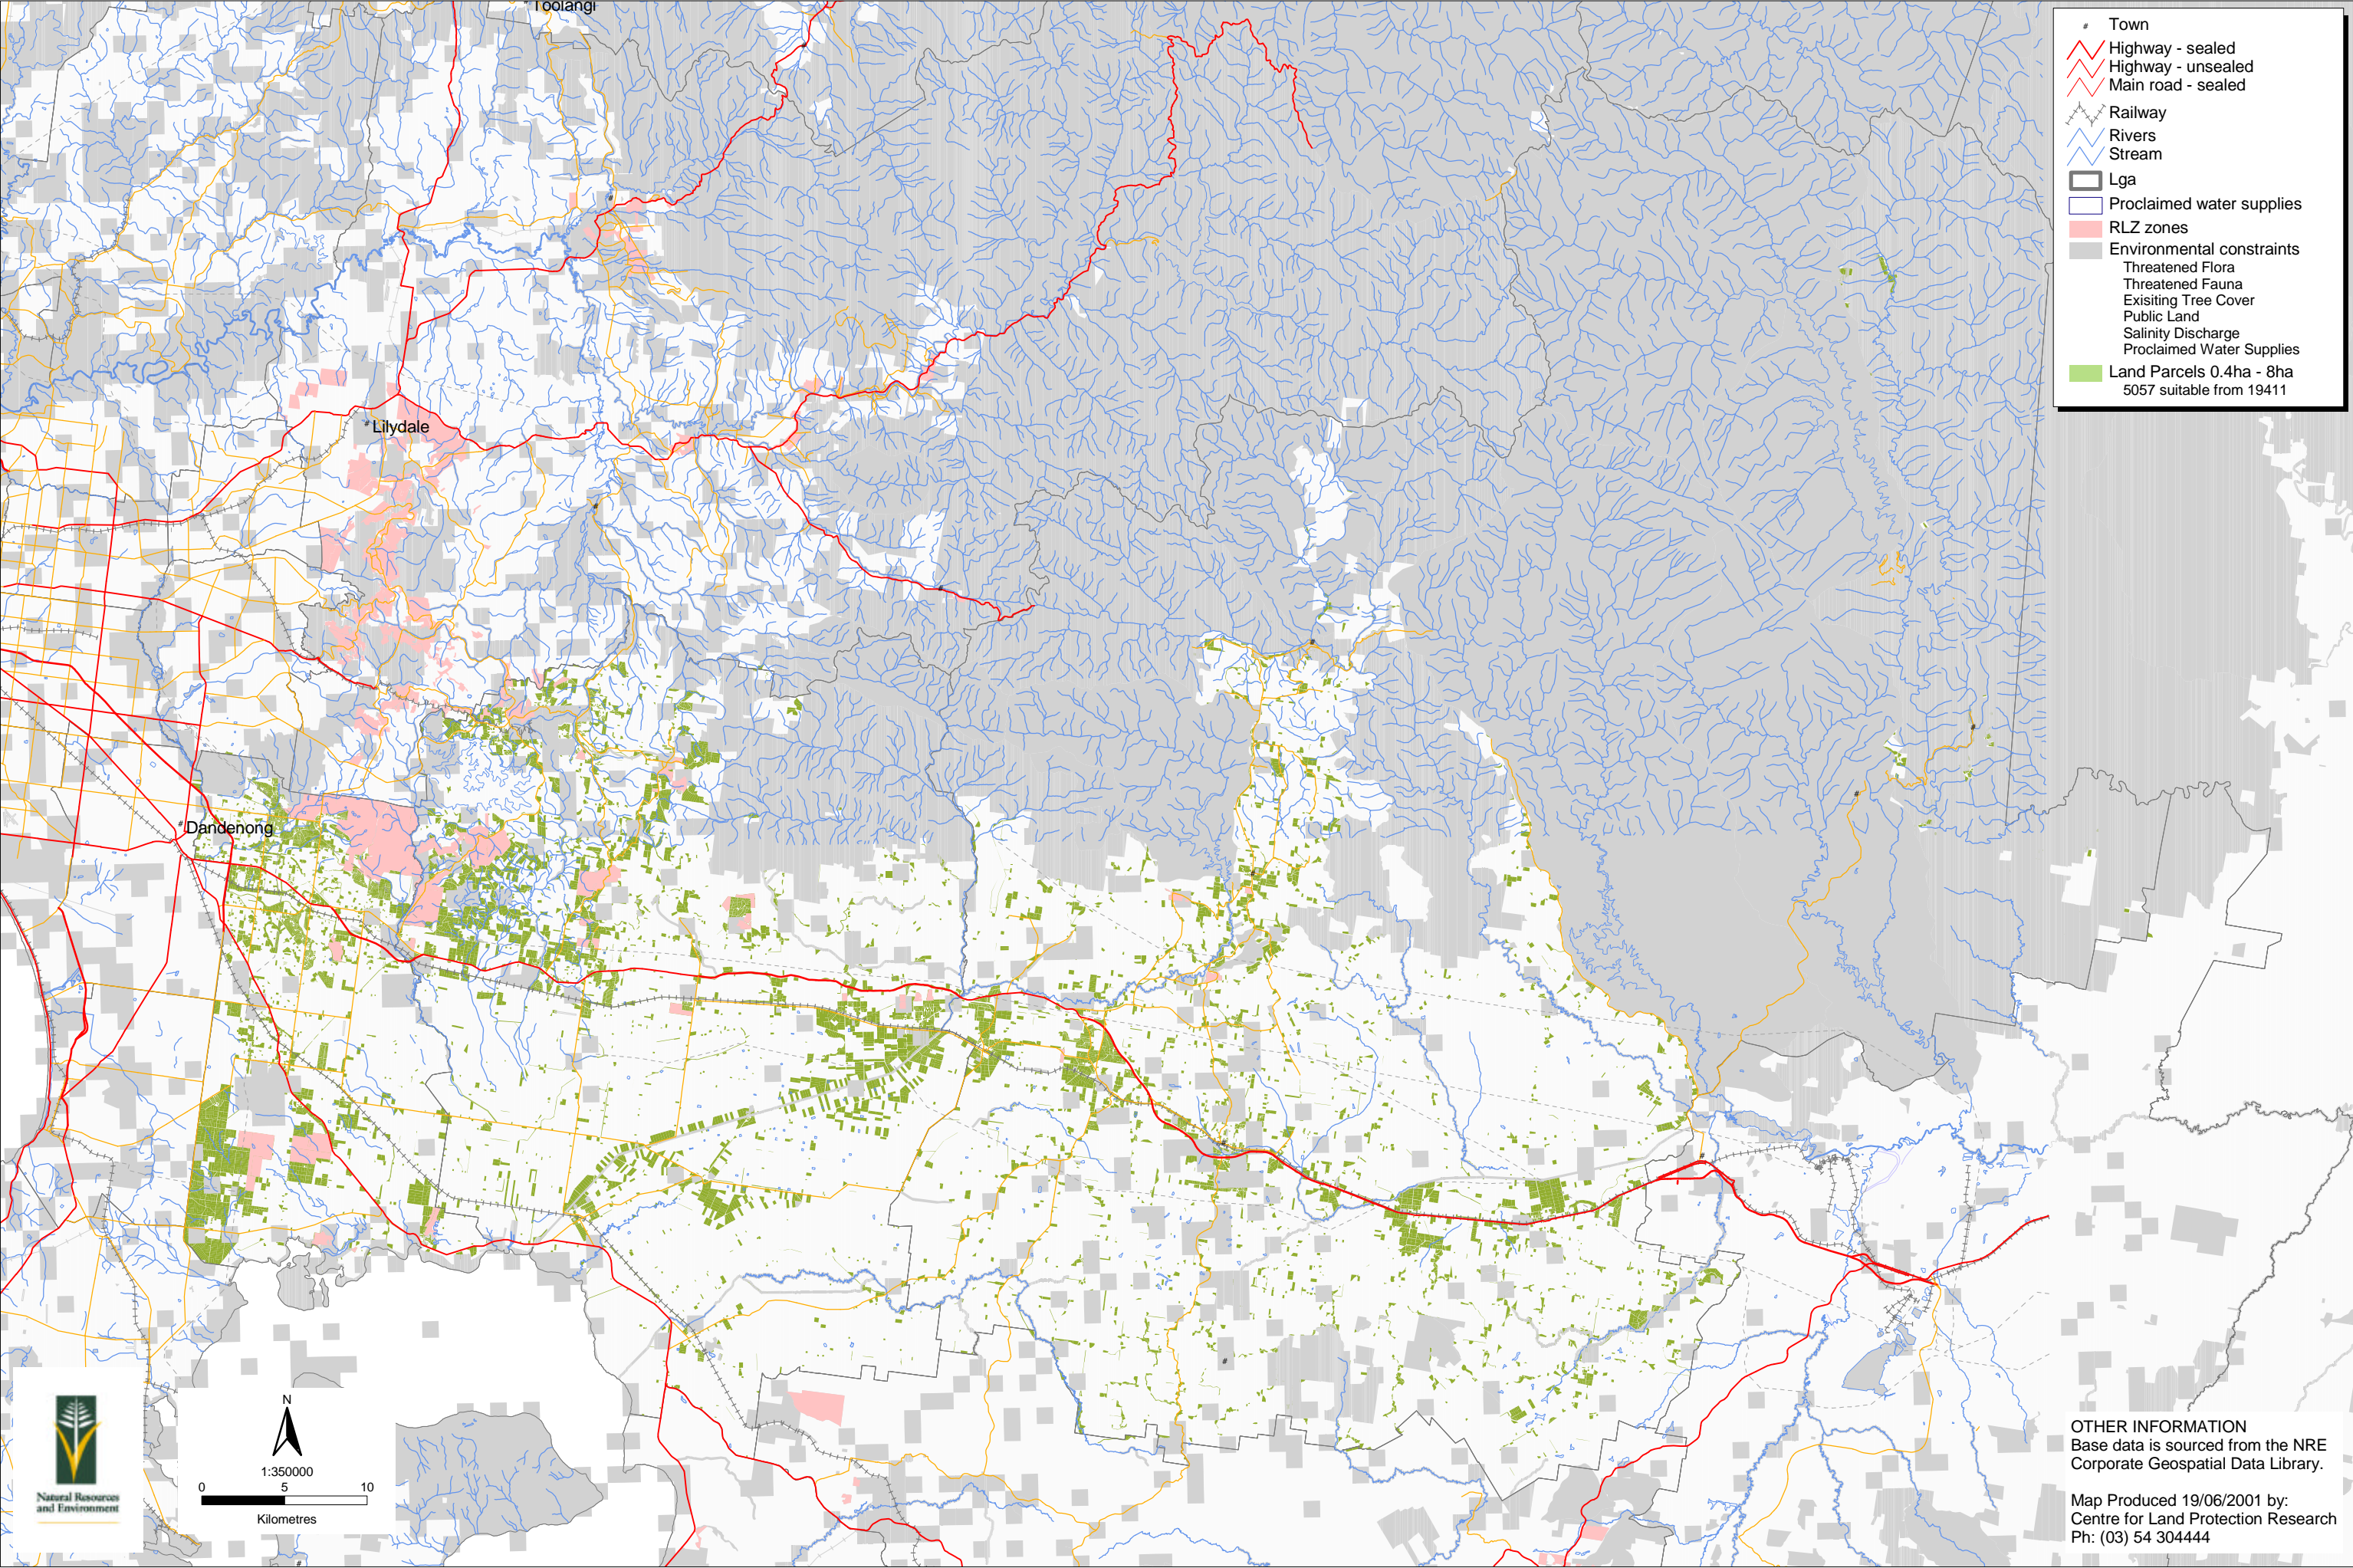 Toolangi
# Town
Highway - sealed
Highway - unsealed
Main road - sealed
Railway
Rivers
Stream
Lga
Proclaimed water supplies
RLZ zones
Environmental constraints
Threatened Flora
Threatened Fauna
Exisiting Tree Cover
Public Land
Salinity Discharge
Proclaimed Water Supplies
Land Parcels 0.4ha - 8ha
5057 suitable from 19411
Lilydale
Dandenong
Natural Resources
and Environment
N
1:350000
0 5 10
Kilometres
OTHER INFORMATION
Base data is sourced from the NRE
Corporate Geospatial Data Library.
Map Produced 19/06/2001 by:
Centre for Land Protection Research
Ph: (03) 54 304444